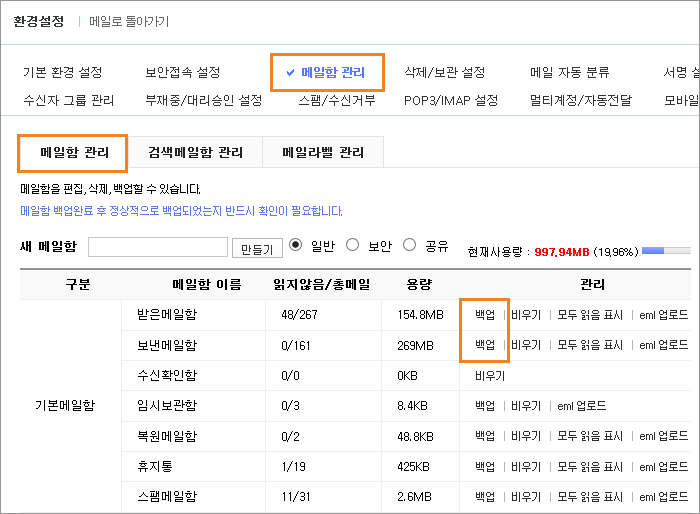 환경설정 | 메일로 돌아가기
기본 환경 설정 보안접속 설정 ✓ 메일함 관리 삭제/보관 설정 메일 자동 분류 서명 설
수신자 그룹 관리 부재중/대리승인 설정 스팸/수신거부 POP3/IMAP 설정 멀티계정/자동전달 모바일
메일함 관리 검색메일함 관리 메일라벨 관리
메일함을 편집, 삭제, 백업할 수 있습니다.
메일함 백업완료 후 정상적으로 백업되었는지 반드시 확인이 필요합니다.
새 메일함 만들기 일반 보안 공유 현재사용량 : 997.94MB (19.96%)
구분 메일함 이름 읽지않음/총메일 용량 관리
받은메일함 48/267 154.8MB 백업 | 비우기 | 모두 읽음 표시 | eml 업로드
보낸메일함 0/161 269MB 백업 | 비우기 | 모두 읽음 표시 | eml 업로드
수신확인함 0/0 0KB 비우기
기본메일함 임시보관함 0/3 8.4KB 백업 | 비우기 | eml 업로드
복원메일함 0/2 48.8KB 백업 | 비우기 | 모두 읽음 표시 | eml 업로드
휴지통 1/19 425KB 백업 | 비우기 | 모두 읽음 표시 | eml 업로드
스팸메일함 11/31 2.6MB 백업 | 비우기 | 모두 읽음 표시 | eml 업로드